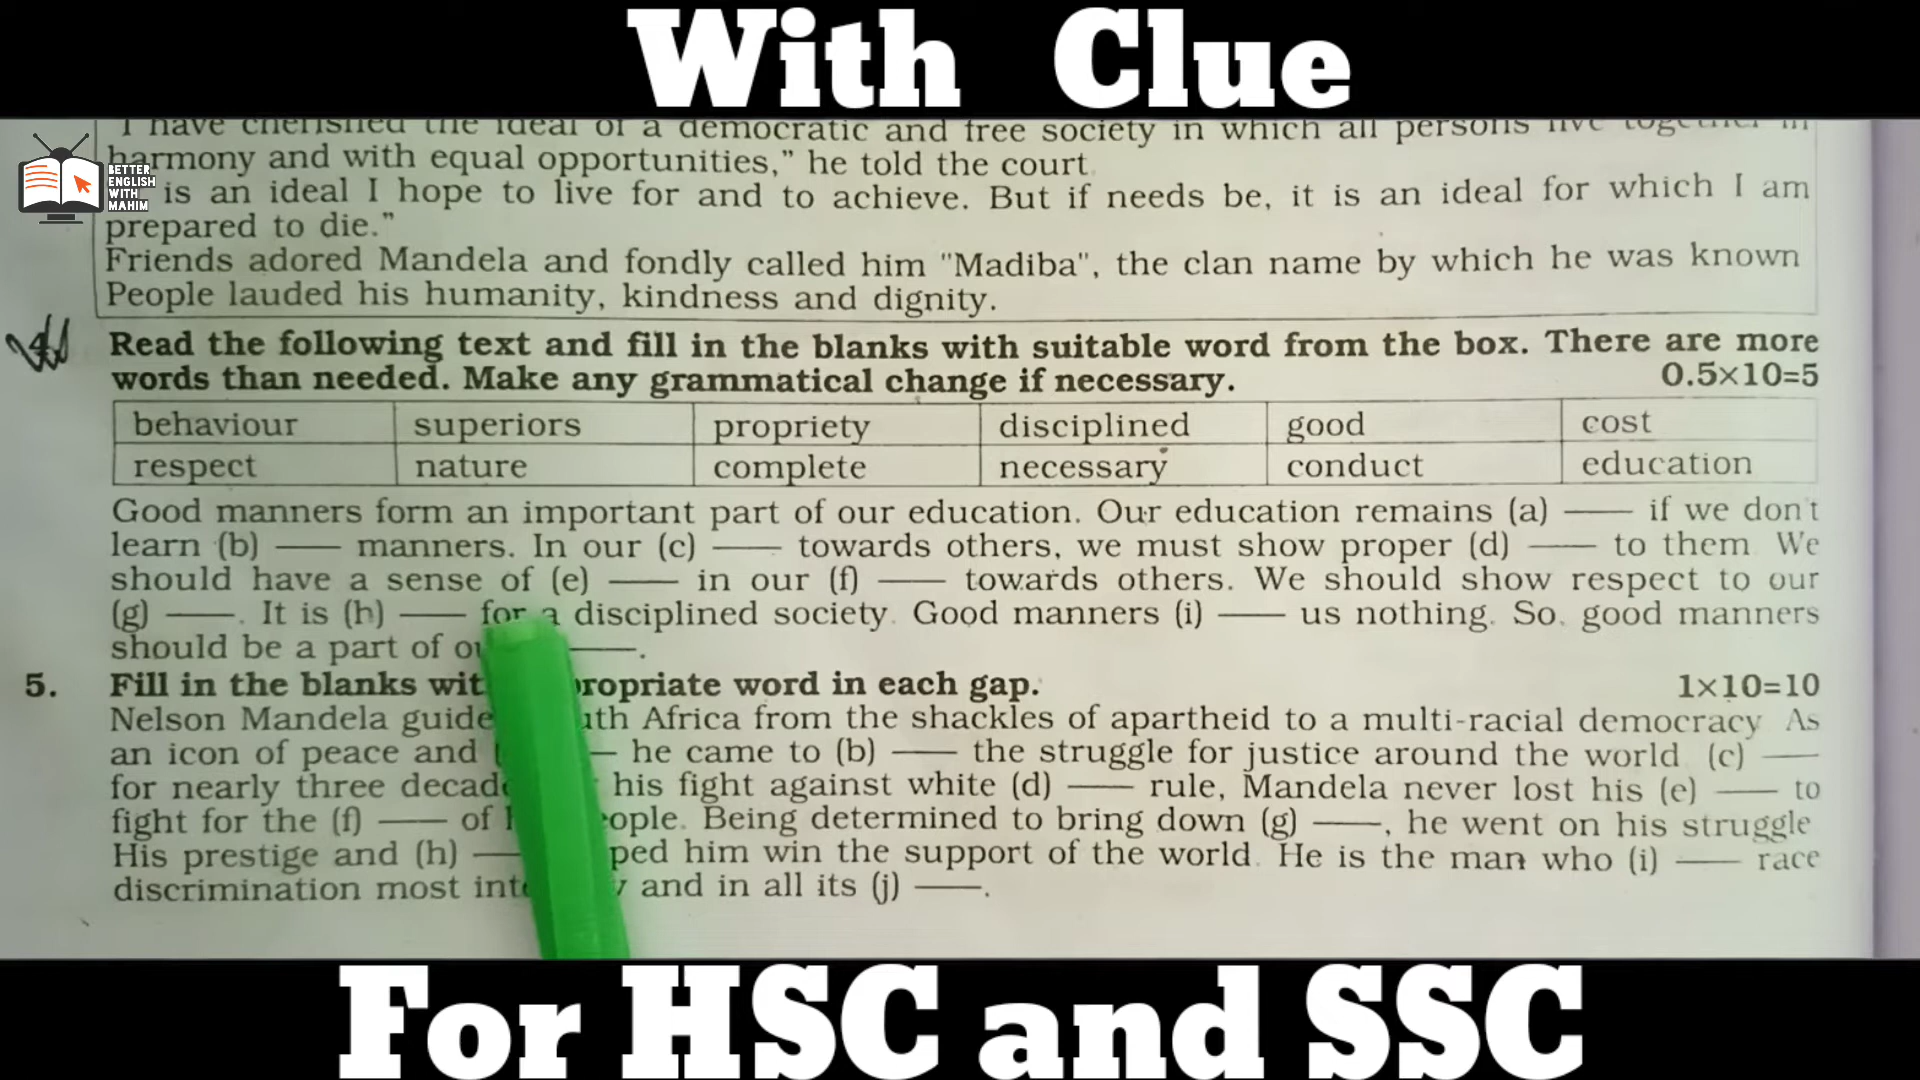 With Clue
I have cherished the ideal of a democratic and free society in which all persons live together in
harmony and with equal opportunities," he told the court.
is an ideal I hope to live for and to achieve. But if needs be, it is an ideal for which I am
prepared to die."
Friends adored Mandela and fondly called him "Madiba", the clan name by which he was known
People lauded his humanity, kindness and dignity.
BETTER
ENGLISH
WITH
MAHIM
4. Read the following text and fill in the blanks with suitable word from the box. There are more
words than needed. Make any grammatical change if necessary. 0.5×10=5
behaviour superiors propriety disciplined good cost
respect nature complete necessary conduct education
Good manners form an important part of our education. Our education remains (a) —— if we don't
learn (b) —— manners. In our (c) —— towards others, we must show proper (d) —— to them. We
should have a sense of (e) —— in our (f) —— towards others. We should show respect to our
(g) ——. It is (h) —— for a disciplined society. Good manners (i) —— us nothing. So, good manners
should be a part of ——.
5. Fill in the blanks in each gap. 1×10=10
word
Nelson Mandela Africa from the shackles of apartheid to a multi-racial democracy. As
an icon of peace and —— he came to (b) —— the struggle for justice around the world. (c) ——
for nearly three his fight against white (d) —— rule, Mandela never lost his (e) —— to
fight for the (f) —— of Being determined to bring down (g) ——, he went on his struggle.
His prestige and (h) —— him win the support of the world. He is the man who (i) —— race
discrimination most and in all its (j) ——.
For HSC and SSC